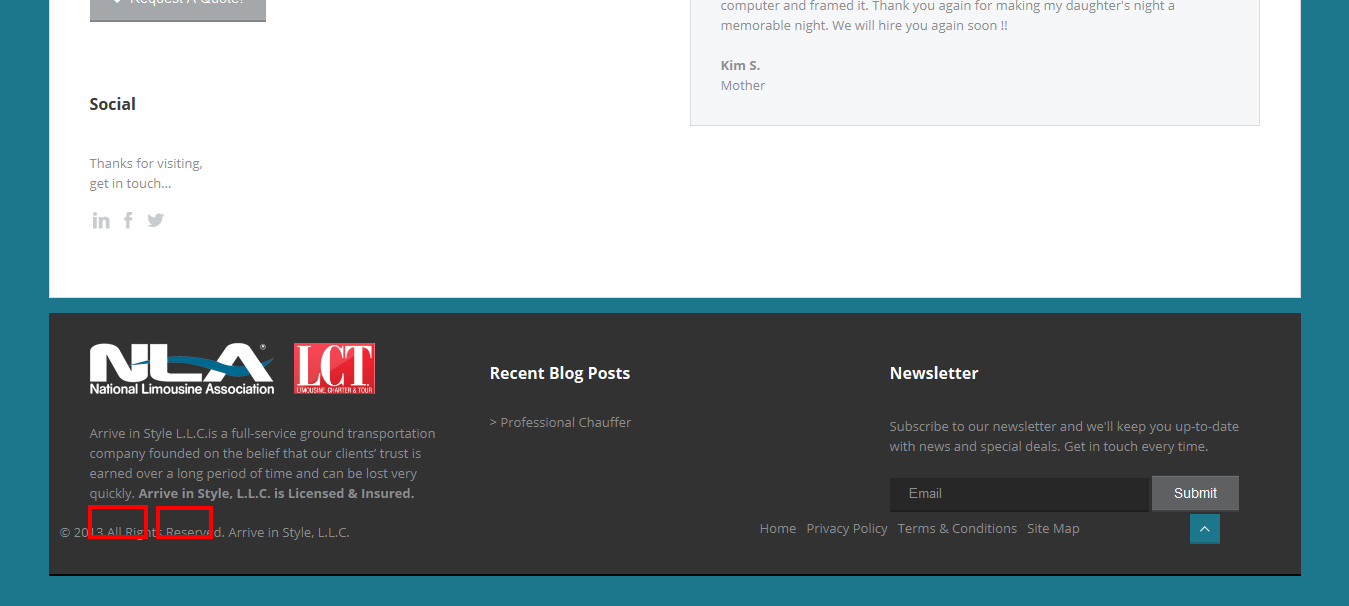 Request A Quote!
computer and framed it. Thank you again for making my daughter's night a
memorable night. We will hire you again soon !!
Kim S.
Mother
Social
Thanks for visiting,
get in touch...
in f
NLA®
National Limousine Association
LCT
LIMOUSINE, CHARTER & TOUR
Arrive in Style L.L.C.is a full-service ground transportation
company founded on the belief that our clients’ trust is
earned over a long period of time and can be lost very
quickly. Arrive in Style, L.L.C. is Licensed & Insured.
Recent Blog Posts
> Professional Chauffer
Newsletter
Subscribe to our newsletter and we'll keep you up-to-date
with news and special deals. Get in touch every time.
Email Submit
© 2013 All Rights Reserved. Arrive in Style, L.L.C.
Home Privacy Policy Terms & Conditions Site Map